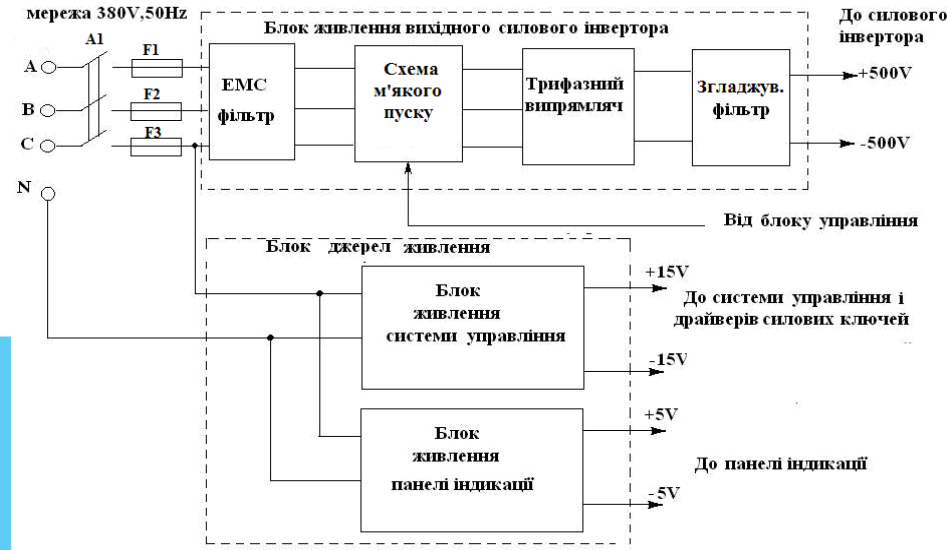 мережа 380V,50Hz
Блок живлення вихідного силового інвертора
До силового
інвертора
A1
F1
A
F2
B
F3
C
N
ЕМС
фільтр
Схема
м'якого
пуску
Трифазний
випрямляч
Згладжув.
фільтр
+500V
-500V
Від блоку управління
Блок джерел живлення
Блок
живлення
системи управління
+15V
-15V
До системи управління і
драйверів силових ключей
Блок
живлення
панелі індикації
+5V
-5V
До панелі індикації